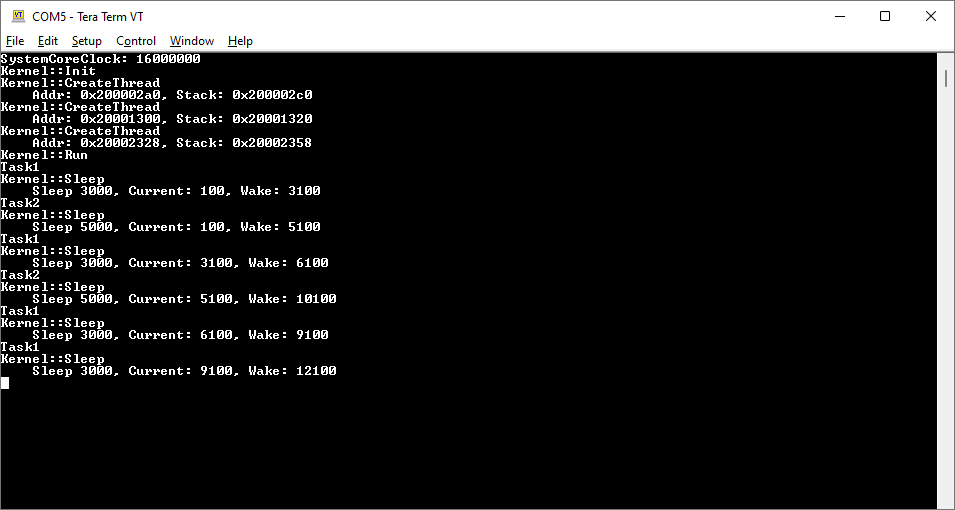 COM5 - Tera Term VT
File Edit Setup Control Window Help
SystemCoreClock: 16000000
Kernel::Init
Kernel::CreateThread
    Addr: 0x200002a0, Stack: 0x200002c0
Kernel::CreateThread
    Addr: 0x20001300, Stack: 0x20001320
Kernel::CreateThread
    Addr: 0x20002328, Stack: 0x20002358
Kernel::Run
Task1
Kernel::Sleep
    Sleep 3000, Current: 100, Wake: 3100
Task2
Kernel::Sleep
    Sleep 5000, Current: 100, Wake: 5100
Task1
Kernel::Sleep
    Sleep 3000, Current: 3100, Wake: 6100
Task2
Kernel::Sleep
    Sleep 5000, Current: 5100, Wake: 10100
Task1
Kernel::Sleep
    Sleep 3000, Current: 6100, Wake: 9100
Task1
Kernel::Sleep
    Sleep 3000, Current: 9100, Wake: 12100